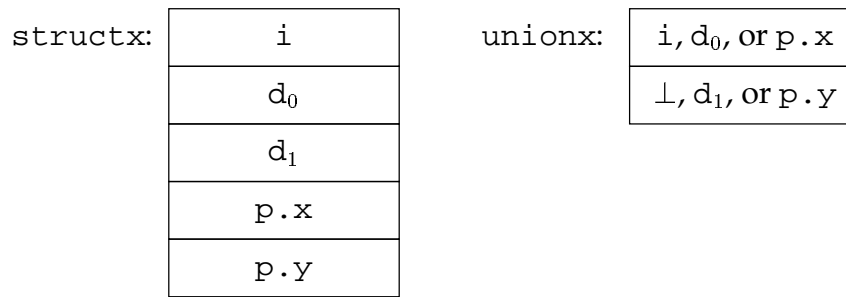 structx: i unionx: i, d₀, or p.x
d₀ ⊥, d₁, or p.y
d₁
p.x
p.y